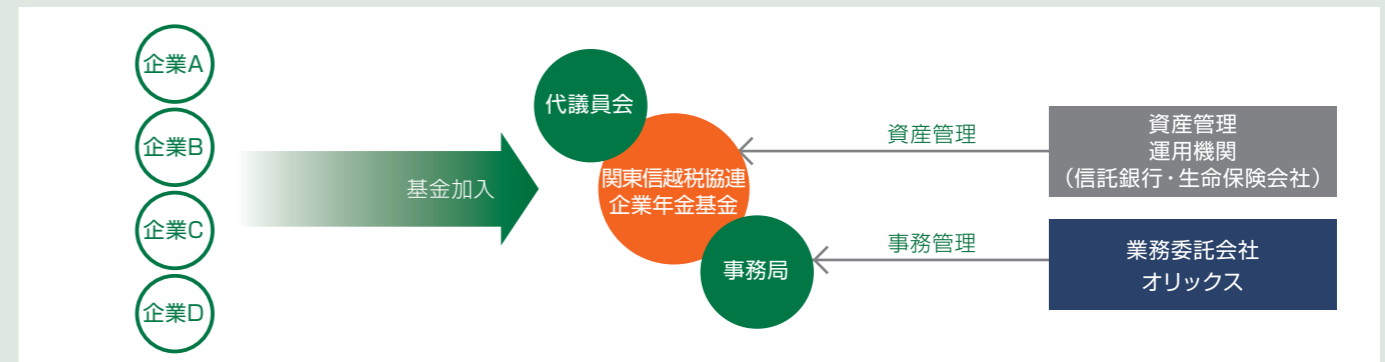 企業A
企業B
企業C
企業D
基金加入
代議員会
関東信越税協連
企業年金基金
事務局
資産管理
事務管理
資産管理
運用機関
(信託銀行・生命保険会社)
業務委託会社
オリックス